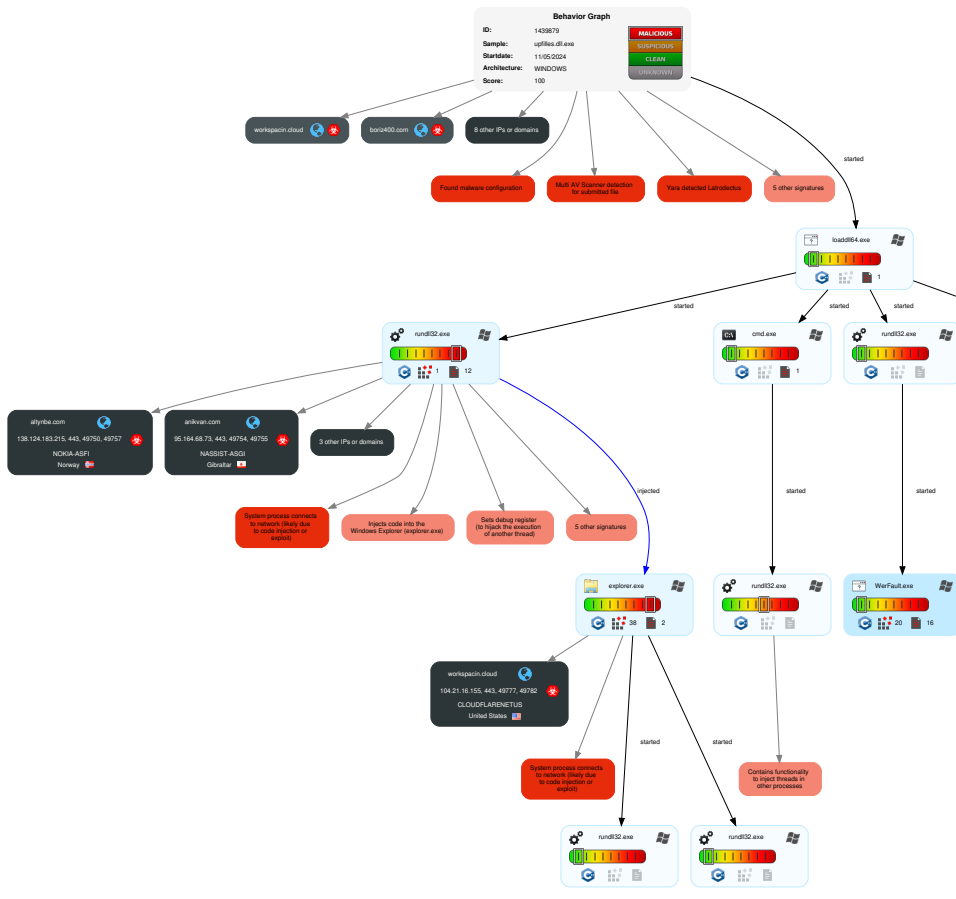 Behavior Graph
ID: 1439879
Sample: upfilles.dll.exe
Startdate: 11/05/2024
Architecture: WINDOWS
Score: 100
MALICIOUS
SUSPICIOUS
CLEAN
UNKNOWN
workspacin.cloud
boriz400.com
8 other IPs or domains
started
Found malware configuration
Multi AV Scanner detection
for submitted file
Yara detected Latrodectus
5 other signatures
loaddll64.exe
1
started
started
started
rundll32.exe
1 12
cmd.exe
C:\
1
rundll32.exe
altynbe.com
138.124.183.215, 443, 49750, 49757
NOKIA-ASFI
Norway
anikvan.com
95.164.68.73, 443, 49754, 49755
NASSIST-ASGI
Gibraltar
3 other IPs or domains
injected
started
started
System process connects
to network (likely due
to code injection or
exploit)
Injects code into the
Windows Explorer (explorer.exe)
Sets debug register
(to hijack the execution
of another thread)
5 other signatures
explorer.exe
38 2
rundll32.exe
WerFault.exe
20 16
workspacin.cloud
104.21.16.155, 443, 49777, 49782
CLOUDFLARENETUS
United States
started
started
System process connects
to network (likely due
to code injection or
exploit)
Contains functionality
to inject threads in
other processes
rundll32.exe
rundll32.exe